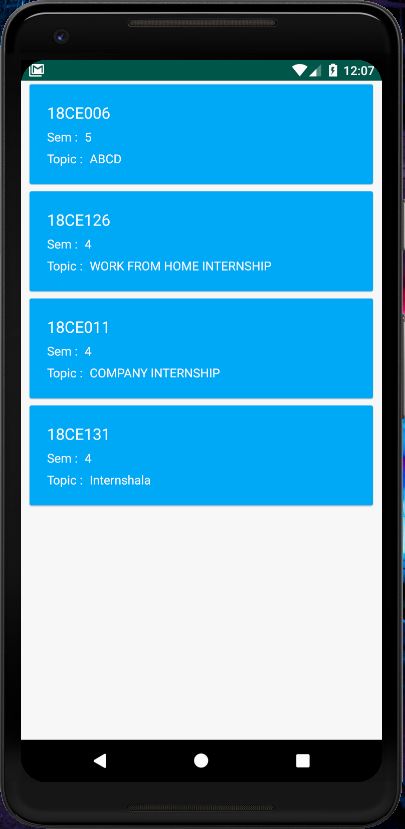 12:07
18CE006
Sem : 5
Topic : ABCD
18CE126
Sem : 4
Topic : WORK FROM HOME INTERNSHIP
18CE011
Sem : 4
Topic : COMPANY INTERNSHIP
18CE131
Sem : 4
Topic : Internshala